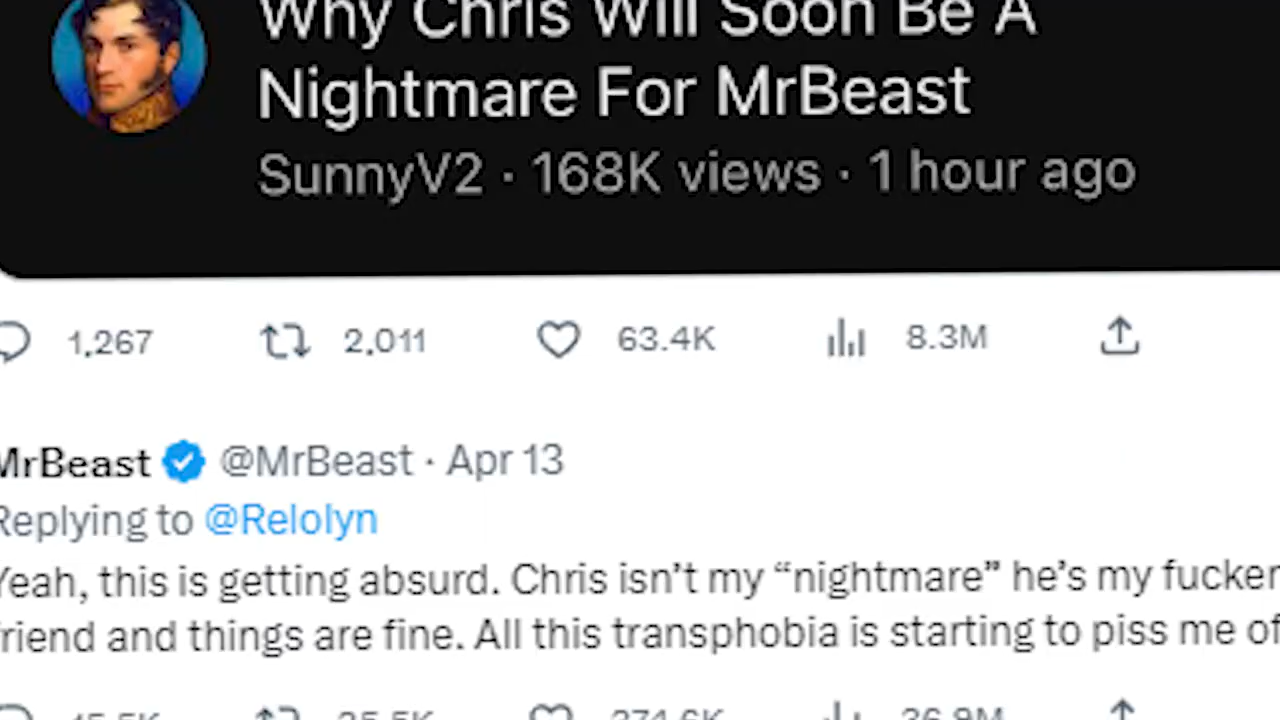 Why Chris Will Soon Be A
Nightmare For MrBeast
SunnyV2 · 168K views · 1 hour ago
1,267 2,011 63.4K 8.3M
MrBeast @MrBeast · Apr 13
Replying to @Relolyn
Yeah, this is getting absurd. Chris isn’t my “nightmare” he’s my fucken
friend and things are fine. All this transphobia is starting to piss me of